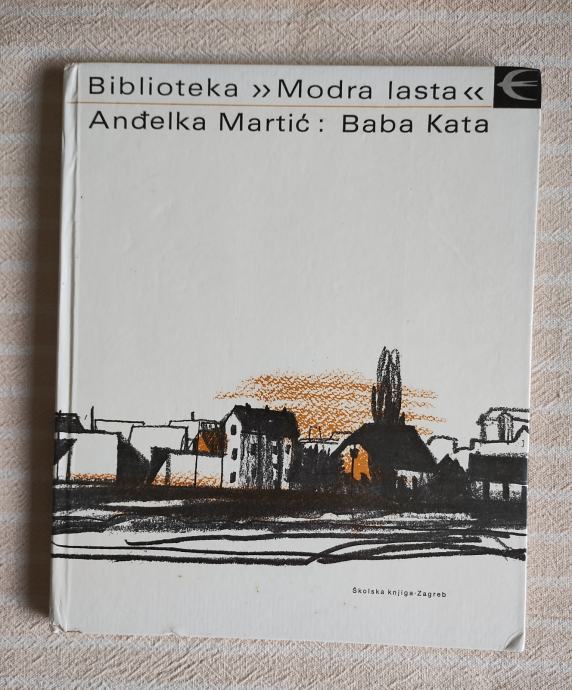 Biblioteka »Modra lasta«
Anđelka Martić: Baba Kata
Školska knjiga-Zagreb